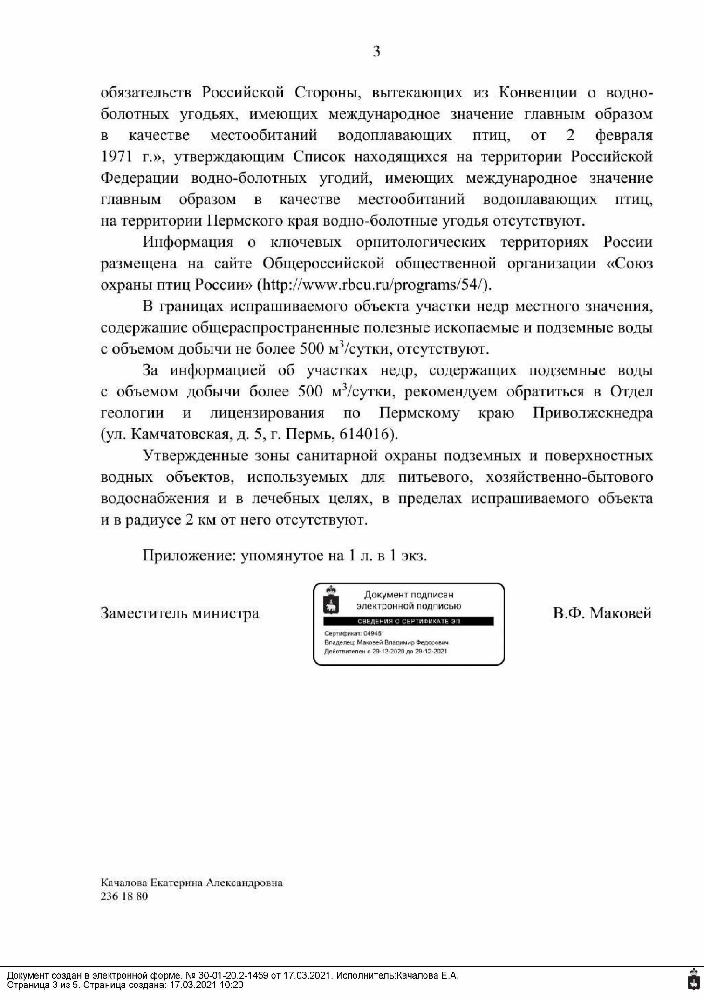 3
обязательств Российской Стороны, вытекающих из Конвенции о водно-
болотных угодьях, имеющих международное значение главным образом
в качестве местообитаний водоплавающих птиц, от 2 февраля
1971 г.», утверждающим Список находящихся на территории Российской
Федерации водно-болотных угодий, имеющих международное значение
главным образом в качестве местообитаний водоплавающих птиц,
на территории Пермского края водно-болотные угодья отсутствуют.
Информация о ключевых орнитологических территориях России
размещена на сайте Общероссийской общественной организации «Союз
охраны птиц России» (http://www.rbcu.ru/programs/54/).
В границах испрашиваемого объекта участки недр местного значения,
содержащие общераспространенные полезные ископаемые и подземные воды
с объемом добычи не более 500 м³/сутки, отсутствуют.
За информацией об участках недр, содержащих подземные воды
с объемом добычи более 500 м³/сутки, рекомендуем обратиться в Отдел
геологии и лицензирования по Пермскому краю Приволжскнедра
(ул. Камчатовская, д. 5, г. Пермь, 614016).
Утвержденные зоны санитарной охраны подземных и поверхностных
водных объектов, используемых для питьевого, хозяйственно-бытового
водоснабжения и в лечебных целях, в пределах испрашиваемого объекта
и в радиусе 2 км от него отсутствуют.
Приложение: упомянутое на 1 л. в 1 экз.
Заместитель министра
Документ подписан
электронной подписью
СВЕДЕНИЯ О СЕРТИФИКАТЕ ЭП
Сертификат: 049451
Владелец: Маковей Владимир Федорович
Действителен с 29-12-2020 до 29-12-2021
В.Ф. Маковей
Качалова Екатерина Александровна
236 18 80
Документ создан в электронной форме. № 30-01-20.2-1459 от 17.03.2021. Исполнитель:Качалова Е.А.
Страница 3 из 5. Страница создана: 17.03.2021 10:20